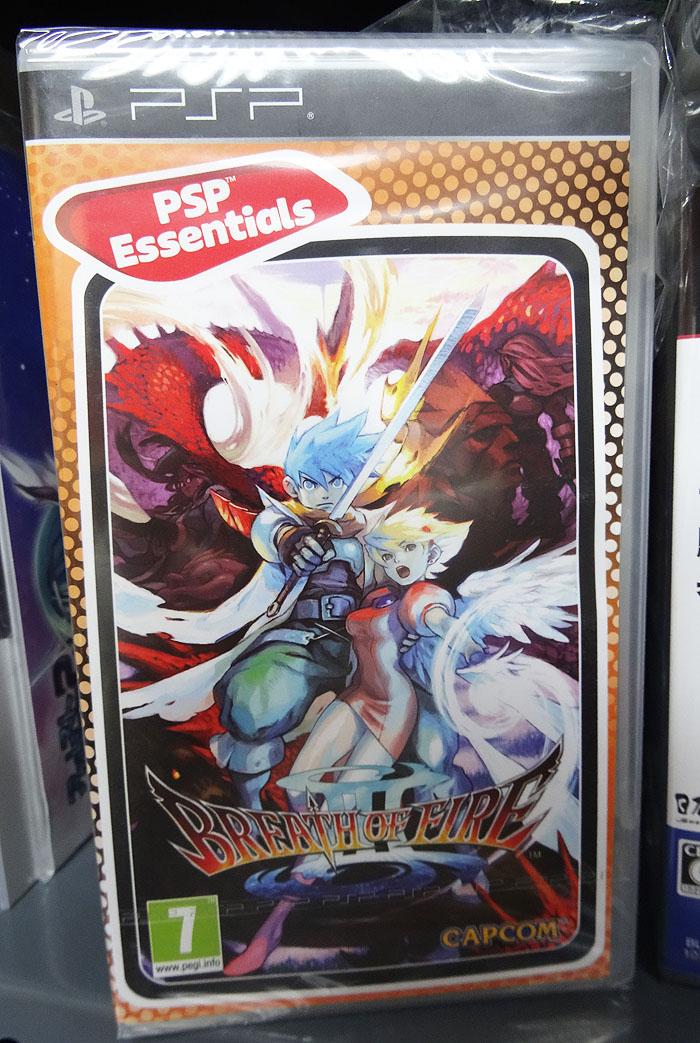 PSP®
PSP™
Essentials
BREATH OF FIRE
III
TM
7
www.pegi.info
CAPCOM®